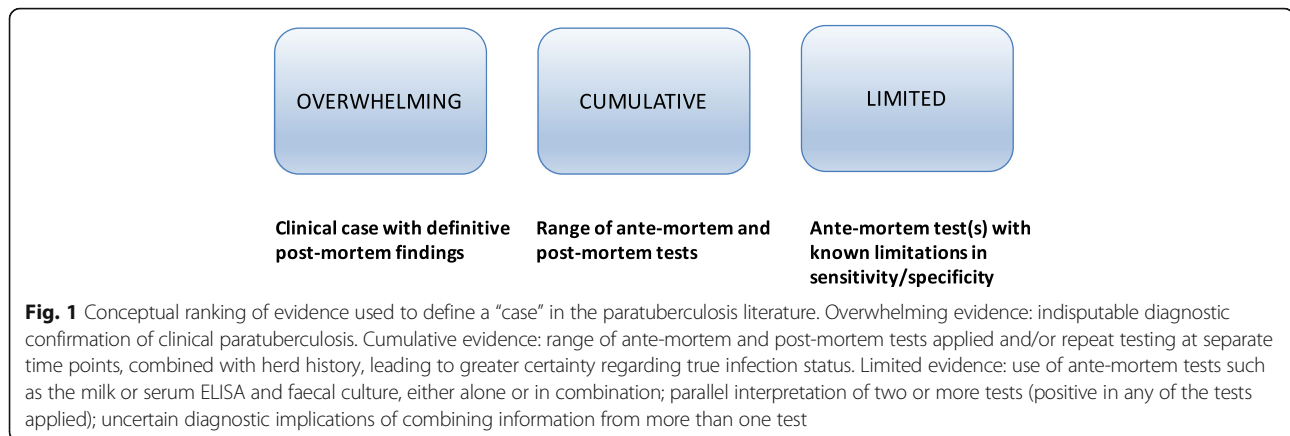 OVERWHELMING
CUMULATIVE
LIMITED
Clinical case with definitive
post-mortem findings
Range of ante-mortem and
post-mortem tests
Ante-mortem test(s) with
known limitations in
sensitivity/specificity
Fig. 1 Conceptual ranking of evidence used to define a “case” in the paratuberculosis literature. Overwhelming evidence: indisputable diagnostic
confirmation of clinical paratuberculosis. Cumulative evidence: range of ante-mortem and post-mortem tests applied and/or repeat testing at separate
time points, combined with herd history, leading to greater certainty regarding true infection status. Limited evidence: use of ante-mortem tests such
as the milk or serum ELISA and faecal culture, either alone or in combination; parallel interpretation of two or more tests (positive in any of the tests
applied); uncertain diagnostic implications of combining information from more than one test